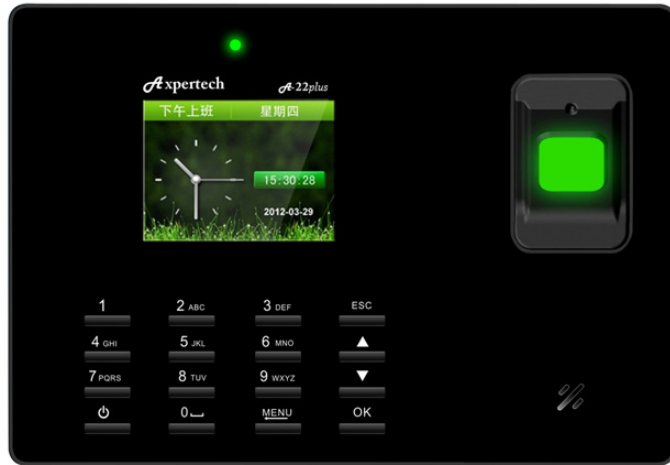 Axpertech A-22plus
下午上班 星期四
15:30:28
2012-03-29
1 2 ABC 3 DEF ESC
4 GHI 5 JKL 6 MNO ▲
7 PQRS 8 TUV 9 WXYZ ▼
0 MENU OK